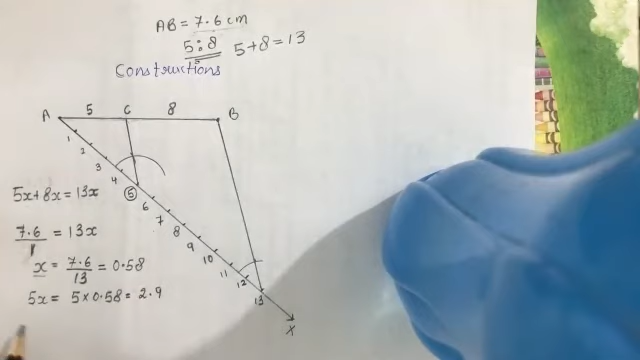 AB = 7.6 cm
5:8 5+8=13
Constructions
A 5 C 8 B
1
2
3
4
5
6
7
8
9
10
11
12
13
X
5x+8x=13x
7.6/1 = 13x
x = 7.6/13 = 0.58
5x = 5×0.58 = 2.9